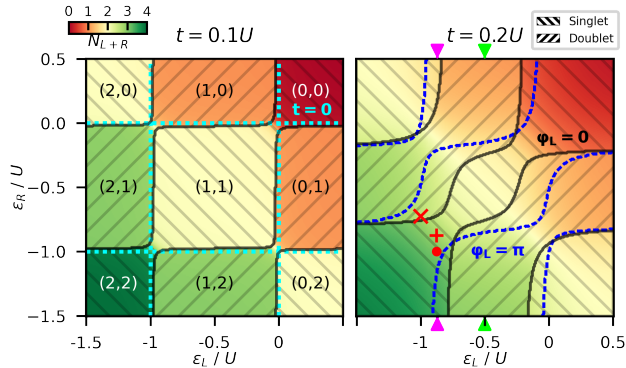 0 1 2 3 4
N_{L+R}
t = 0.1U
t = 0.2U
Singlet
Doublet
0.5
0.0
-0.5
-1.0
-1.5
ε_R / U
(2,0)
(1,0)
(0,0)
t = 0
(2,1)
(1,1)
(0,1)
(2,2)
(1,2)
(0,2)
φ_L = 0
φ_L = π
-1.5 -1 -0.5 0 0.5
ε_L / U
-1 -0.5 0 0.5
ε_L / U